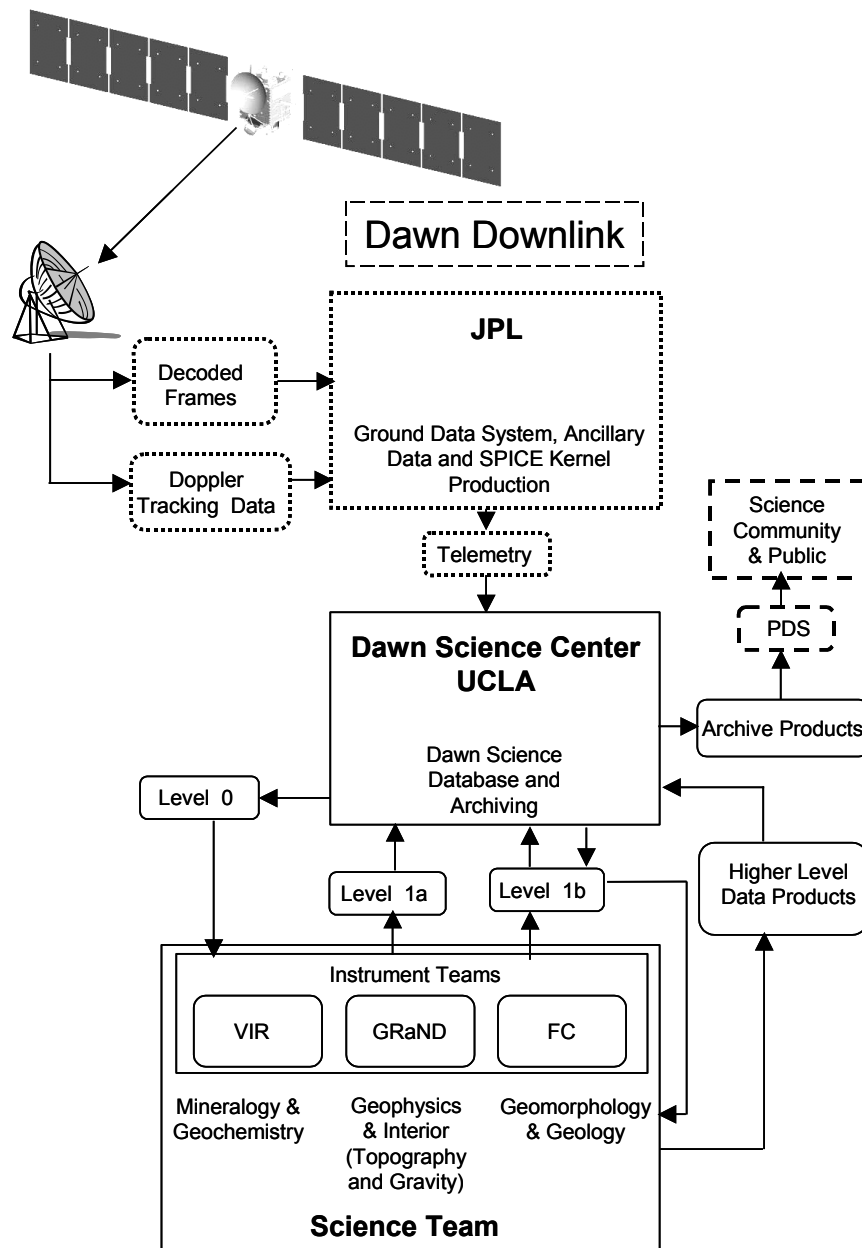 Dawn Downlink
JPL
Ground Data System, Ancillary
Data and SPICE Kernel
Production
Decoded
Frames
Doppler
Tracking Data
Telemetry
Science
Community
& Public
PDS
Archive Products
Dawn Science Center
UCLA
Dawn Science
Database and
Archiving
Level 0
Level 1a
Level 1b
Higher Level
Data Products
Instrument Teams
VIR
GRaND
FC
Mineralogy &
Geochemistry
Geophysics
& Interior
(Topography
and Gravity)
Geomorphology
& Geology
Science Team